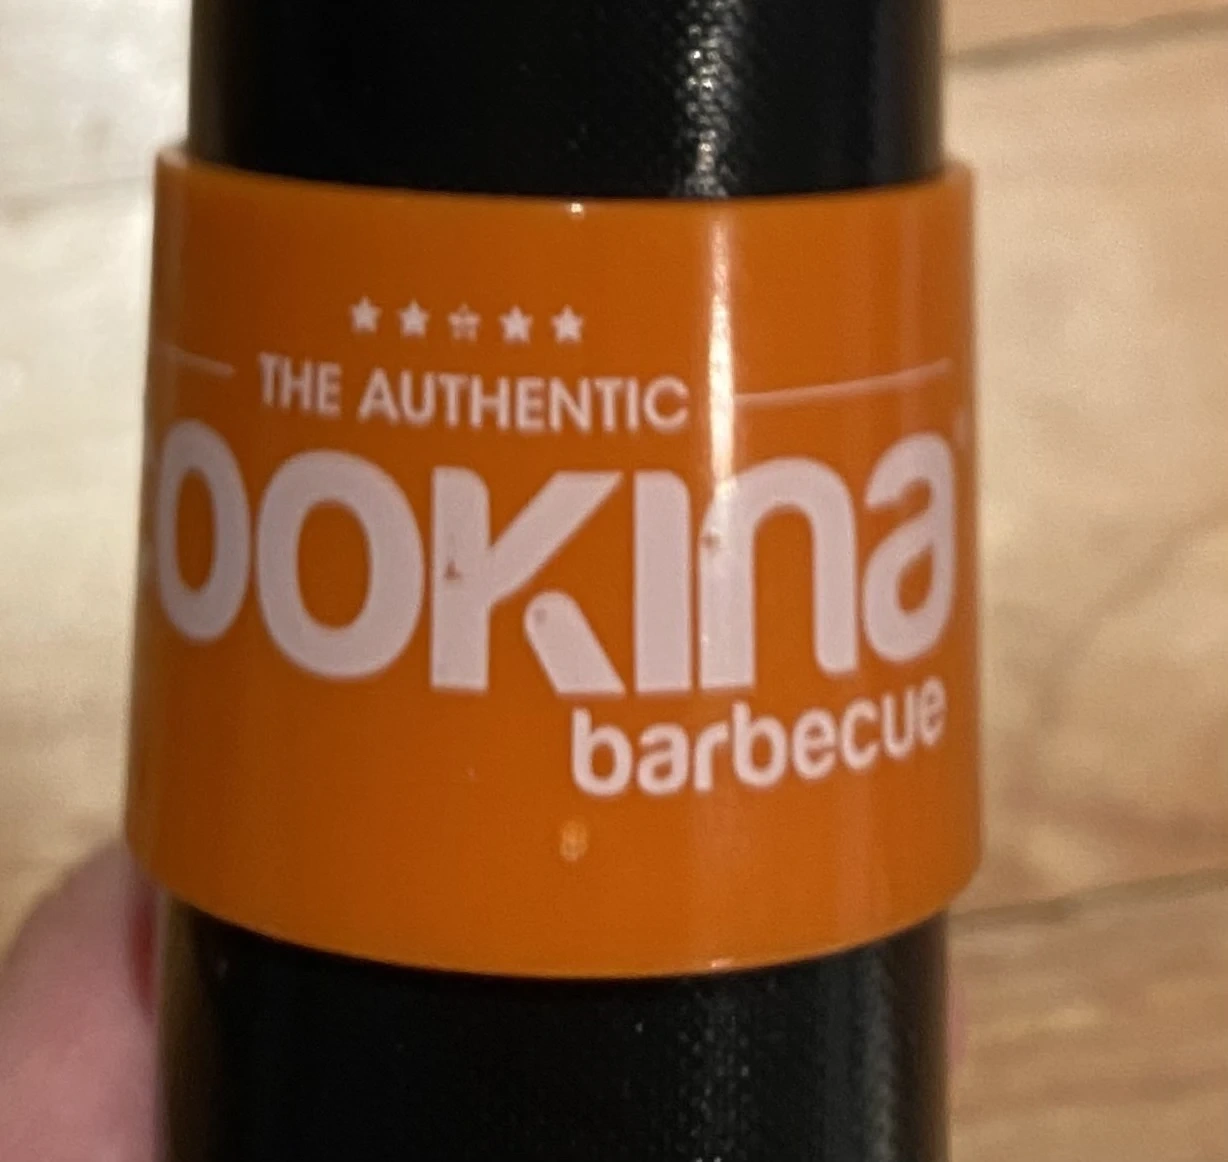 ★★★★★
THE AUTHENTIC
OOKINA
barbecue